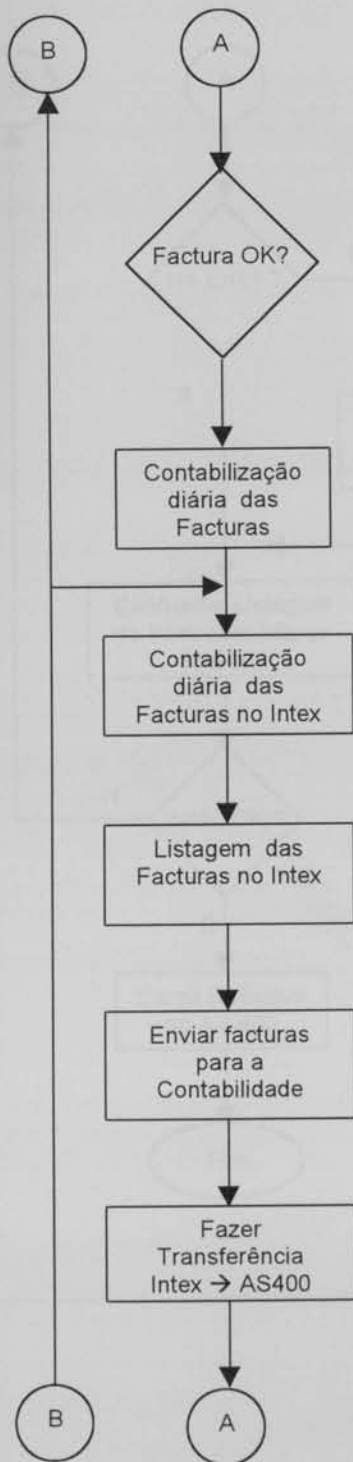 B
A
Factura OK?
Contabilização
diária das
Facturas
Contabilização
diária das
Facturas no Intex
Listagem das
Facturas no Intex
Enviar facturas
para a
Contabilidade
Fazer
Transferência
Intex → AS400
B
A